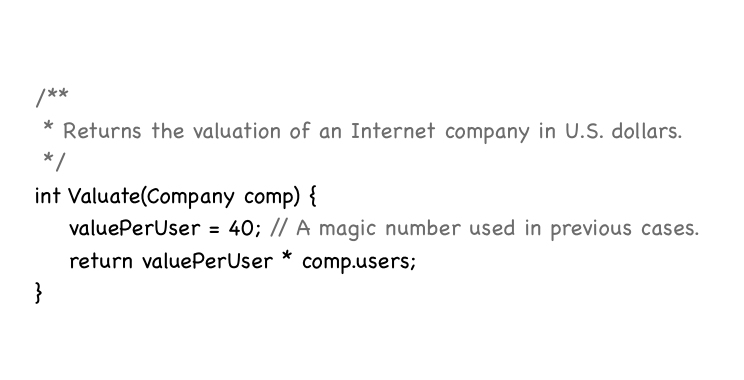 /**
 * Returns the valuation of an Internet company in U.S. dollars.
 */
int Valuate(Company comp) {
    valuePerUser = 40; // A magic number used in previous cases.
    return valuePerUser * comp.users;
}